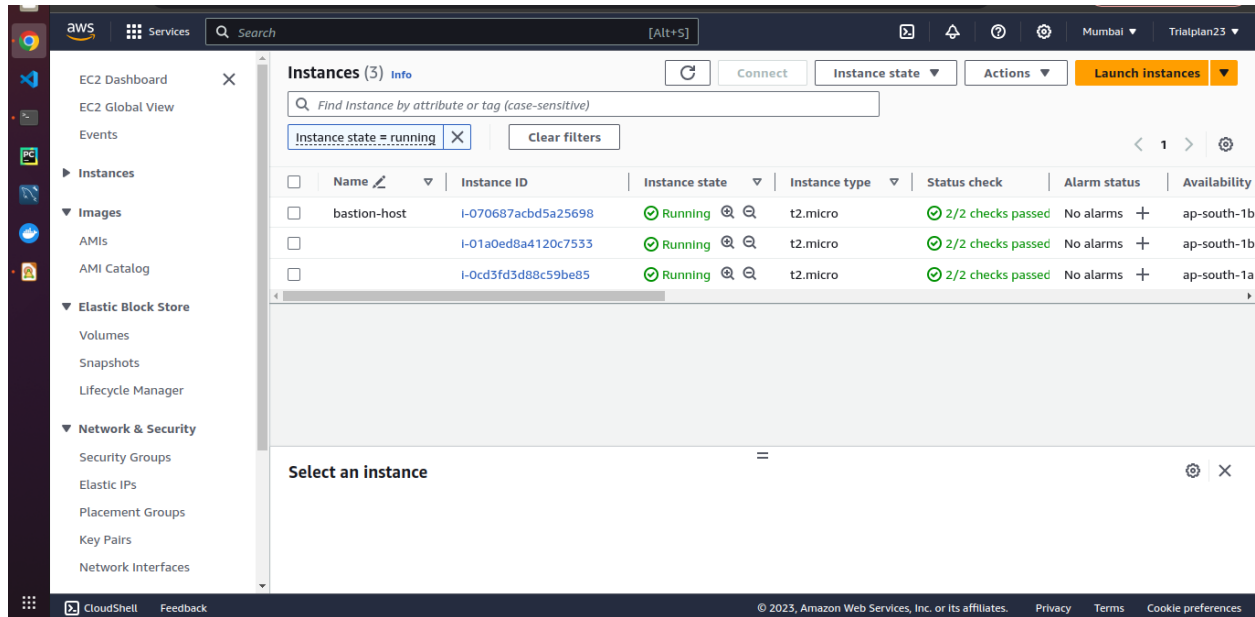 aws Services Search [Alt+S] Mumbai Trialplan23
EC2 Dashboard
EC2 Global View
Events
Instances
Images
AMIs
AMI Catalog
Elastic Block Store
Volumes
Snapshots
Lifecycle Manager
Network & Security
Security Groups
Elastic IPs
Placement Groups
Key Pairs
Network Interfaces
Instances (3) Info
Connect Instance state Actions Launch instances
Find Instance by attribute or tag (case-sensitive)
Instance state = running Clear filters
1
Name Instance ID Instance state Instance type Status check Alarm status Availability
bastion-host i-070687acbd5a25698 Running t2.micro 2/2 checks passed No alarms ap-south-1b
i-01a0ed8a4120c7533 Running t2.micro 2/2 checks passed No alarms ap-south-1b
i-0cd3fd3d88c59be85 Running t2.micro 2/2 checks passed No alarms ap-south-1a
Select an instance
CloudShell Feedback © 2023, Amazon Web Services, Inc. or its affiliates. Privacy Terms Cookie preferences